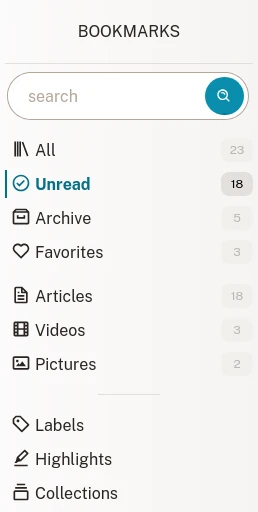 BOOKMARKS
search
All 23
Unread 18
Archive 5
Favorites 3
Articles 18
Videos 3
Pictures 2
Labels
Highlights
Collections